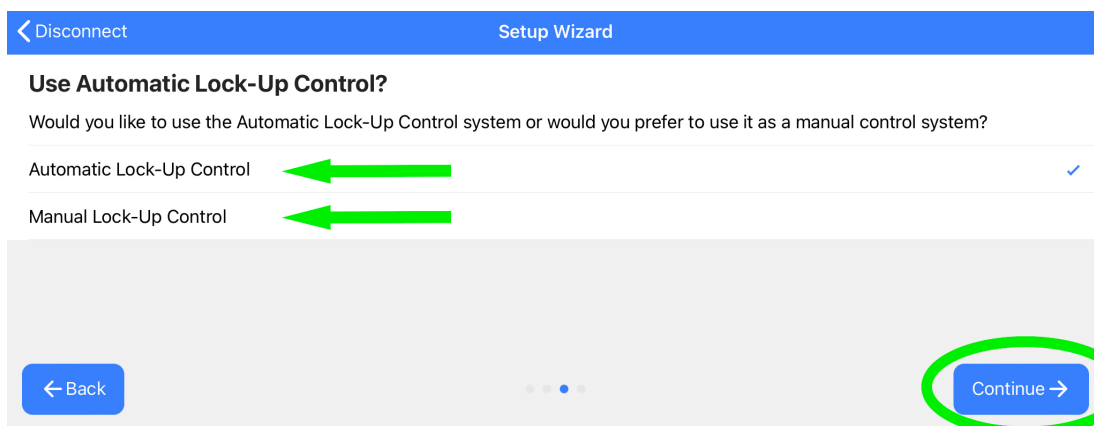 Disconnect
Setup Wizard
Use Automatic Lock-Up Control?
Would you like to use the Automatic Lock-Up Control system or would you prefer to use it as a manual control system?
Automatic Lock-Up Control
Manual Lock-Up Control
Back
Continue